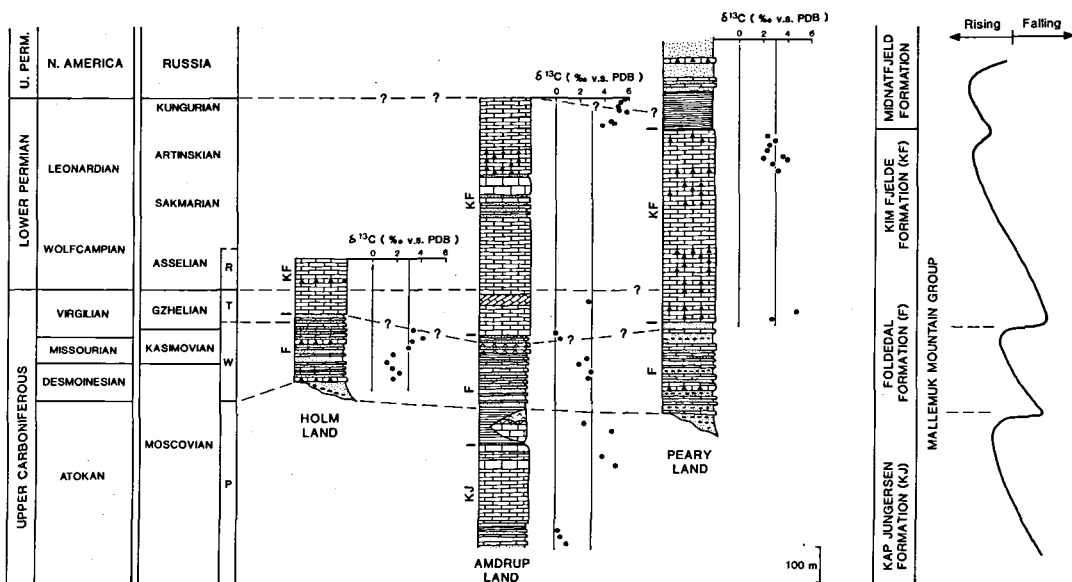 U. PERM.
N. AMERICA
RUSSIA
LOWER PERMIAN
LEONARDIAN
WOLFCAMPIAN
KUNGURIAN
ARTINSKIAN
SAKMARIAN
ASSELIAN
R
UPPER CARBONIFEROUS
VIRGILIAN
MISSOURIAN
DESMOINESIAN
ATOKAN
GZHELIAN
KASIMOVIAN
MOSCOVIAN
T
W
P
δ13C (‰ v.s. PDB)
0 2 4 6
KF
F
HOLM
LAND
δ13C (‰ v.s. PDB)
δ13C (‰ v.s. PDB)
0 2 4 6
? ?
?
?
?
?
KF
F
KJ
AMDRUP
LAND
δ13C (‰ v.s. PDB)
0 2 4 6
?
?
?
KF
F
PEARY
LAND
100 m
MIDNATFJELD
FORMATION
KIM FJELDE
FORMATION (KF)
FOLDEDAL
FORMATION (F)
KAP JUNGERSEN
FORMATION (KJ)
MALLEMUK MOUNTAIN GROUP
Rising
Falling